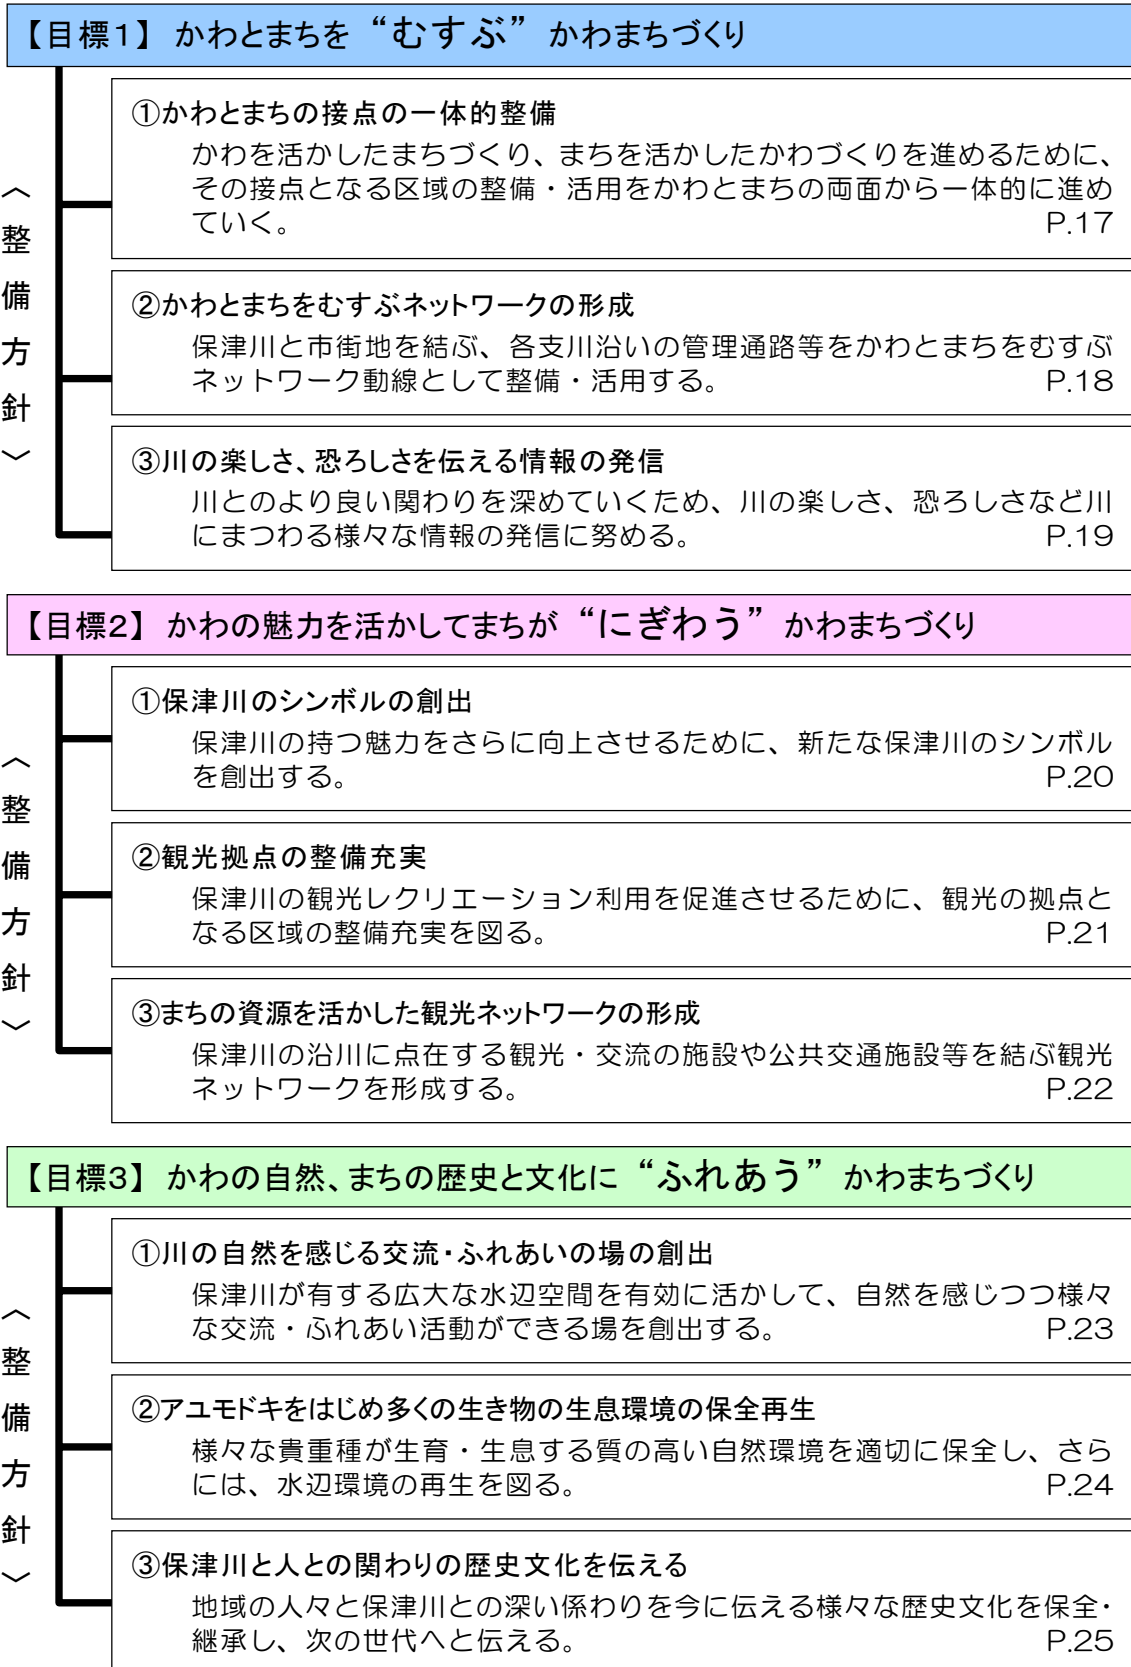 【目標1】 かわとまちを “むすぶ” かわまちづくり
〈整備方針〉
①かわとまちの接点の一体的整備
かわを活かしたまちづくり、まちを活かしたかわづくりを進めるために、
その接点となる区域の整備・活用をかわとまちの両面から一体的に進め
ていく。 P.17
②かわとまちをむすぶネットワークの形成
保津川と市街地を結ぶ、各支川沿いの管理通路等をかわとまちをむすぶ
ネットワーク動線として整備・活用する。 P.18
③川の楽しさ、恐ろしさを伝える情報の発信
川とのより良い関わりを深めていくため、川の楽しさ、恐ろしさなど川
にまつわる様々な情報の発信に努める。 P.19
【目標2】 かわの魅力を活かしてまちが “にぎわう” かわまちづくり
〈整備方針〉
①保津川のシンボルの創出
保津川の持つ魅力をさらに向上させるために、新たな保津川のシンボル
を創出する。 P.20
②観光拠点の整備充実
保津川の観光レクリエーション利用を促進させるために、観光の拠点と
なる区域の整備充実を図る。 P.21
③まちの資源を活かした観光ネットワークの形成
保津川の沿川に点在する観光・交流の施設や公共交通施設等を結ぶ観光
ネットワークを形成する。 P.22
【目標3】 かわの自然、まちの歴史と文化に “ふれあう” かわまちづくり
〈整備方針〉
①川の自然を感じる交流・ふれあいの場の創出
保津川が有する広大な水辺空間を有効に活かして、自然を感じつつ様々
な交流・ふれあい活動ができる場を創出する。 P.23
②アユモドキをはじめ多くの生き物の生息環境の保全再生
様々な貴重種が生育・生息する質の高い自然環境を適切に保全し、さら
には、水辺環境の再生を図る。 P.24
③保津川と人との関わりの歴史文化を伝える
地域の人々と保津川との深い係わりを今に伝える様々な歴史文化を保全・
継承し、次の世代へと伝える。 P.25